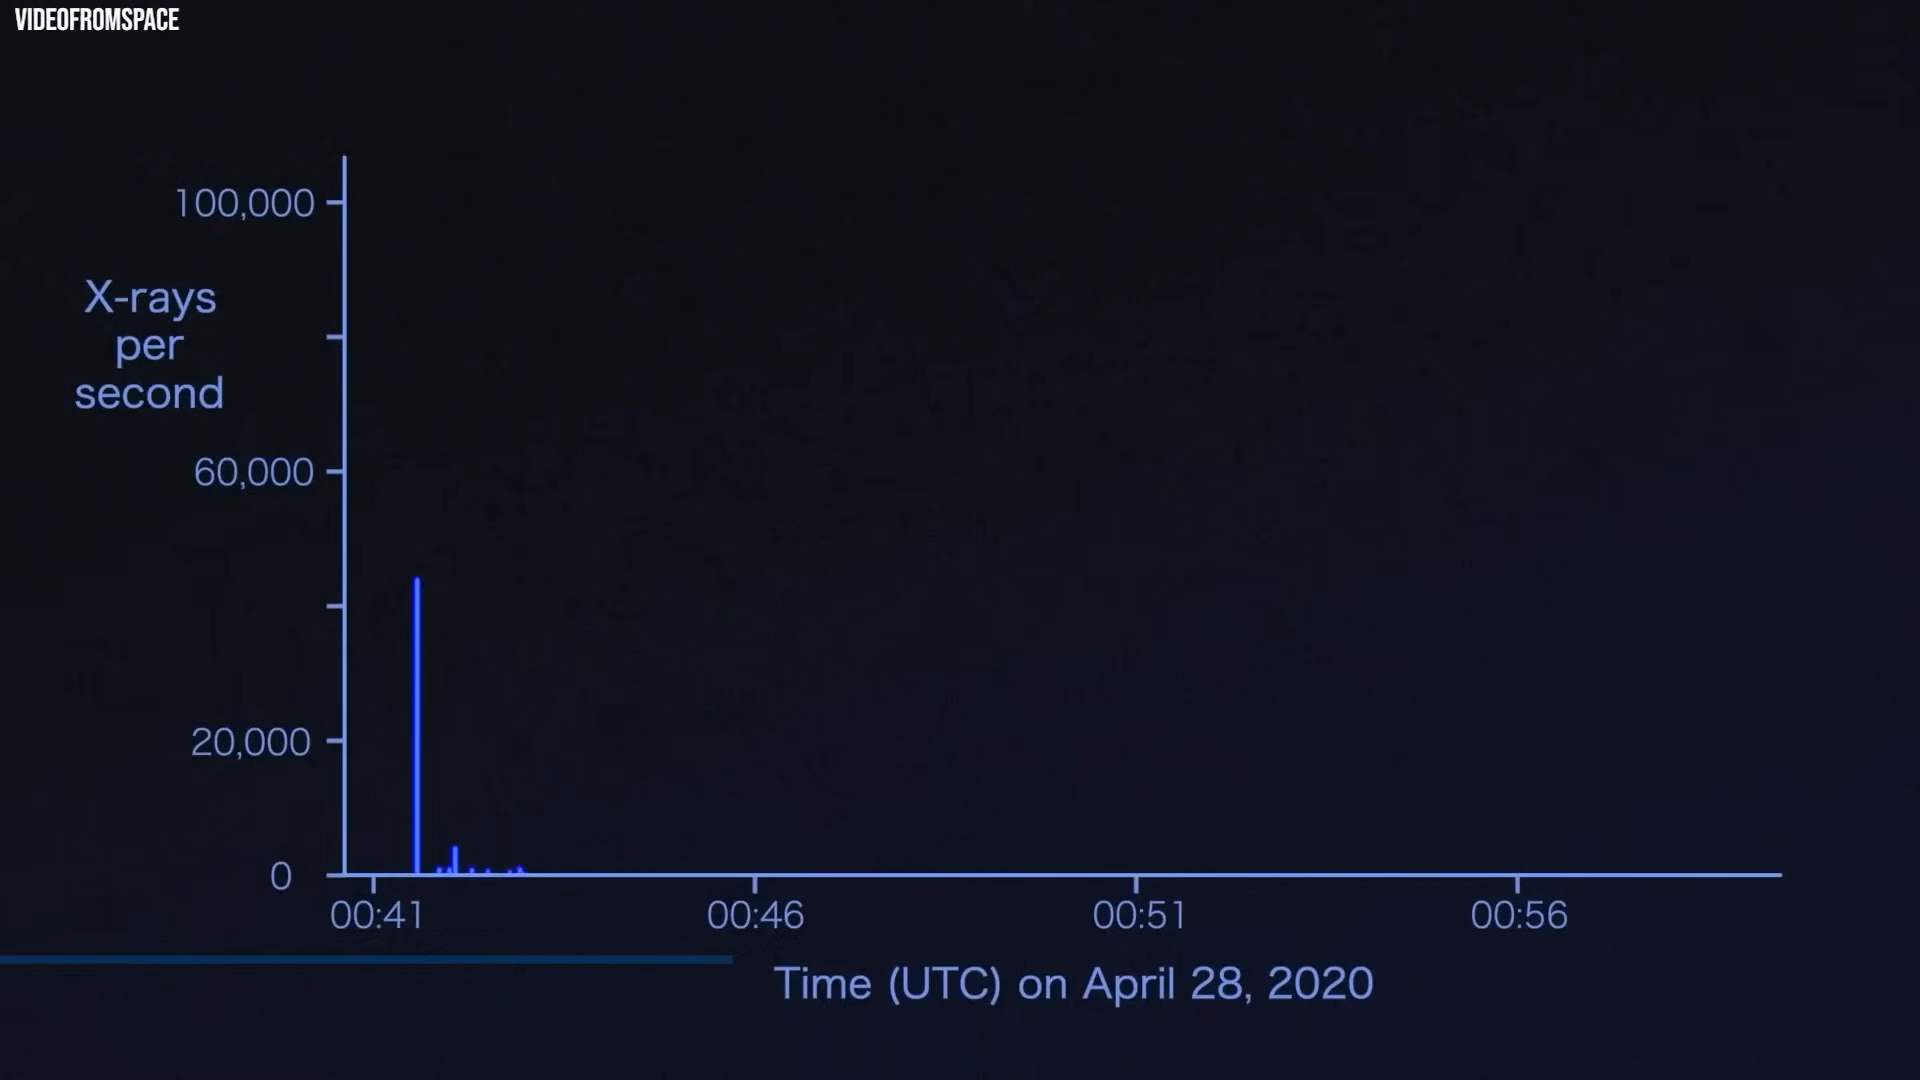 VIDEOFROMSPACE
100,000
X-rays
per
second
60,000
20,000
0
00:41 00:46 00:51 00:56
Time (UTC) on April 28, 2020